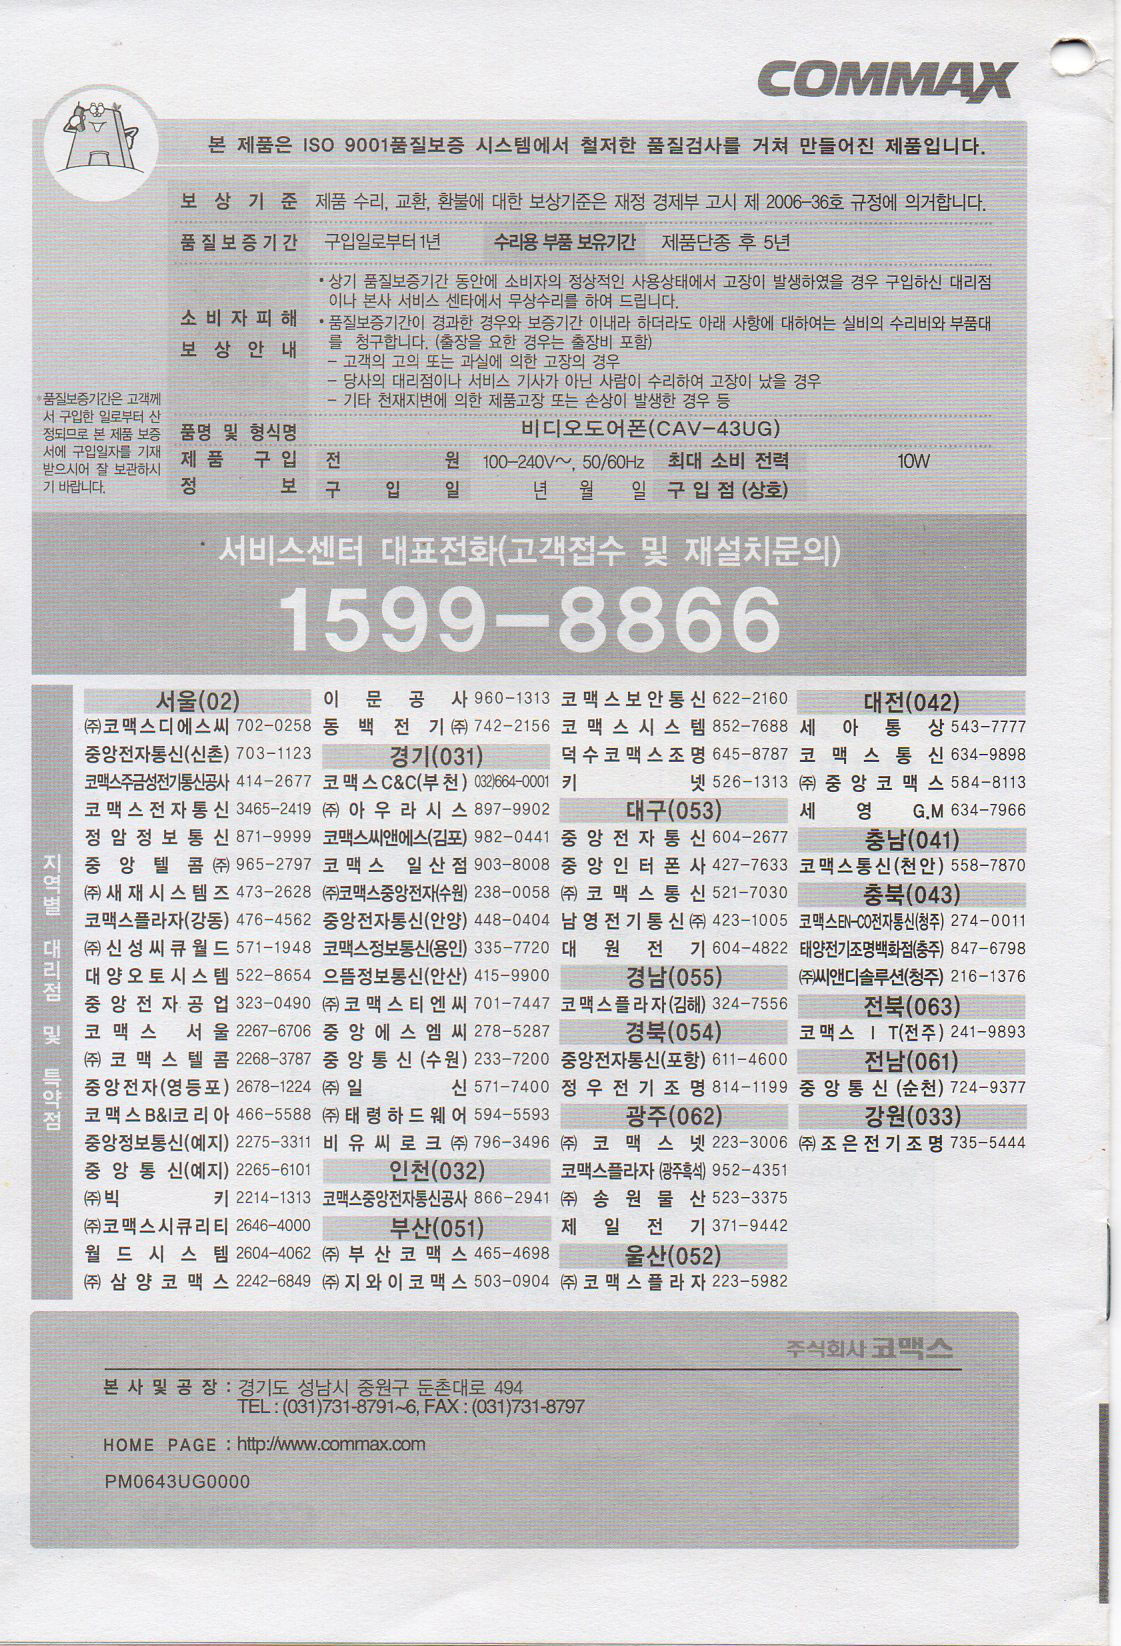 COMMAX
본 제품은 ISO 9001품질보증 시스템에서 철저한 품질검사를 거쳐 만들어진 제품입니다.
보상기준 제품 수리, 교환, 환불에 대한 보상기준은 재정 경제부 고시 제 2006-36호 규정에 의거합니다.
품질보증기간 구입일로부터1년 수리용 부품 보유기간 제품단종 후 5년
소비자피해
보상안내
• 상기 품질보증기간 동안에 소비자의 정상적인 사용상태에서 고장이 발생하였을 경우 구입하신 대리점
이나 본사 서비스 센타에서 무상수리를 하여 드립니다.
• 품질보증기간이 경과한 경우와 보증기간 이내라 하더라도 아래 사항에 대하여는 실비의 수리비와 부품대
를 청구합니다. (출장을 요한 경우는 출장비 포함)
- 고객의 고의 또는 과실에 의한 고장의 경우
- 당사의 대리점이나 서비스 기사가 아닌 사람이 수리하여 고장이 났을 경우
- 기타 천재지변에 의한 제품고장 또는 손상이 발생한 경우 등
*품질보증기간은 고객께
서 구입한 일로부터 산
정되므로 본 제품 보증
서에 구입일자를 기재
받으시어 잘 보관하시
기 바랍니다.
품명 및 형식명 비디오도어폰(CAV-43UG)
제품 구입
정보
전원 100-240V~, 50/60Hz 최대 소비 전력 10W
구입일 년 월 일 구입점(상호)
서비스센터 대표전화(고객접수 및 재설치문의)
1599-8866
지역별 대리점 및 특약점
서울(02)
㈜코맥스디에스씨 702-0258
중앙전자통신(신촌) 703-1123
코맥스주금성전기통신공사 414-2677
코맥스전자통신 3465-2419
정암정보통신 871-9999
중앙텔콤㈜ 965-2797
㈜새재시스템즈 473-2628
코맥스플라자(강동) 476-4562
㈜신성씨큐월드 571-1948
대양오토시스템 522-8654
중앙전자공업 323-0490
코맥스 서울 2267-6706
㈜코맥스텔콤 2268-3787
중앙전자(영등포) 2678-1224
코맥스B&I코리아 466-5588
중앙정보통신(예지) 2275-3311
중앙통신(예지) 2265-6101
㈜빅키 2214-1313
㈜코맥스시큐리티 2646-4000
월드시스템 2604-4062
㈜삼양코맥스 2242-6849
이문공사 960-1313
동백전기㈜ 742-2156
경기(031)
코맥스C&C(부천) 032)664-0001
㈜아우라시스 897-9902
코맥스씨앤에스(김포) 982-0441
코맥스 일산점 903-8008
㈜코맥스중앙전자(수원) 238-0058
중앙전자통신(안양) 448-0404
코맥스정보통신(용인) 335-7720
으뜸정보통신(안산) 415-9900
㈜코맥스티엔씨 701-7447
중앙에스엠씨 278-5287
중앙통신(수원) 233-7200
㈜일신 571-7400
㈜태령하드웨어 594-5593
비유씨로크㈜ 796-3496
인천(032)
코맥스중앙전자통신공사 866-2941
부산(051)
㈜부산코맥스 465-4698
㈜지와이코맥스 503-0904
코맥스보안통신 622-2160
코맥스시스템 852-7688
덕수코맥스조명 645-8787
키넷 526-1313
대구(053)
중앙전자통신 604-2677
중앙인터폰사 427-7633
㈜코맥스통신 521-7030
남영전기통신㈜ 423-1005
대원전기 604-4822
경남(055)
코맥스플라자(김해) 324-7556
경북(054)
중앙전자통신(포항) 611-4600
정우전기조명 814-1199
광주(062)
㈜코맥스넷 223-3006
코맥스플라자(광주흑석) 952-4351
㈜송원물산 523-3375
제일전기 371-9442
울산(052)
㈜코맥스플라자 223-5982
대전(042)
세아통상 543-7777
코맥스통신 634-9898
㈜중앙코맥스 584-8113
세영G.M 634-7966
충남(041)
코맥스통신(천안) 558-7870
충북(043)
코맥스EN-CO전자통신(청주) 274-0011
태양전기조명백화점(충주) 847-6798
㈜씨앤디솔루션(청주) 216-1376
전북(063)
코맥스 IT(전주) 241-9893
전남(061)
중앙통신(순천) 724-9377
강원(033)
㈜조은전기조명 735-5444
주식회사 코맥스
본사및공장 : 경기도 성남시 중원구 둔촌대로 494
TEL : (031)731-8791~6, FAX : (031)731-8797
HOME PAGE : http://www.commax.com
PM0643UG0000